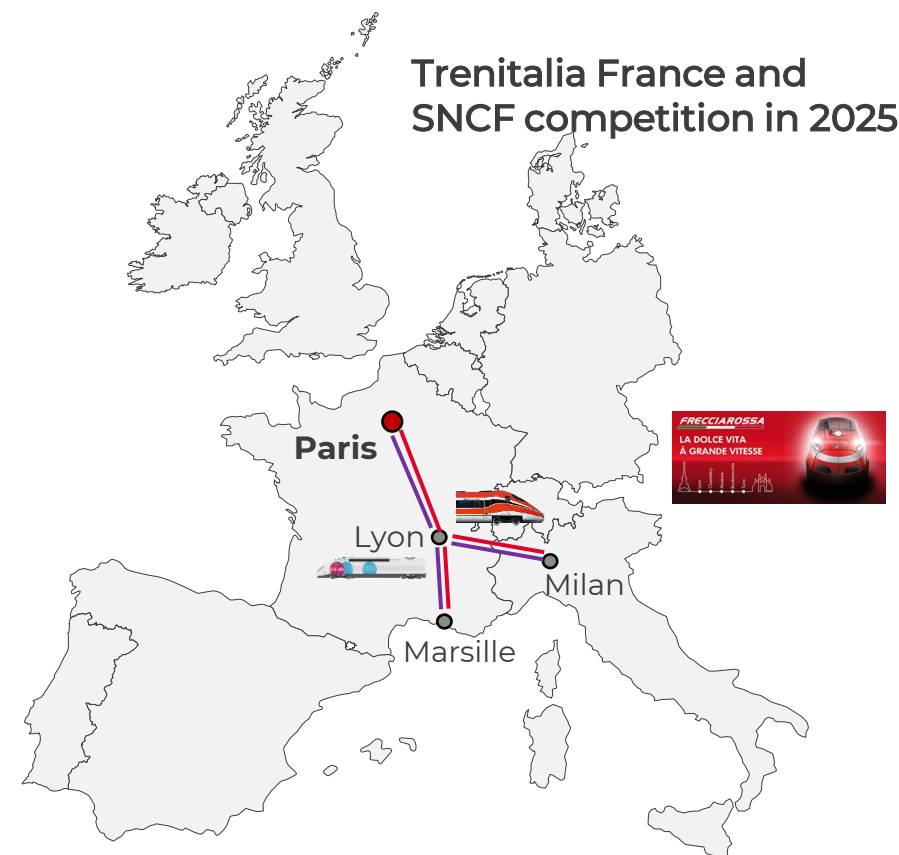 Trenitalia France and
SNCF competition in 2025
Paris
FRECCIAROSSA
LA DOLCE VITA
À GRANDE VITESSE
Lyon
Milan
Marsille